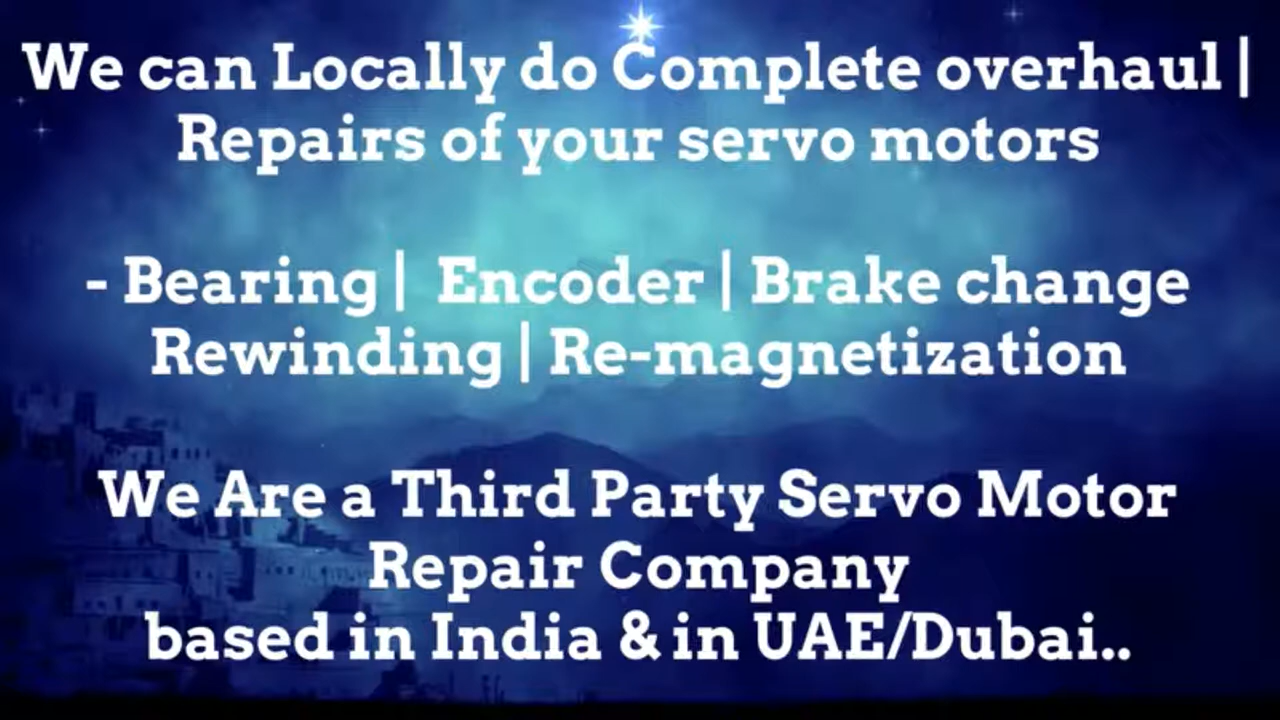 We can Locally do Complete overhaul |
Repairs of your servo motors
- Bearing | Encoder | Brake change
Rewinding | Re-magnetization
We Are a Third Party Servo Motor
Repair Company
based in India & in UAE/Dubai..